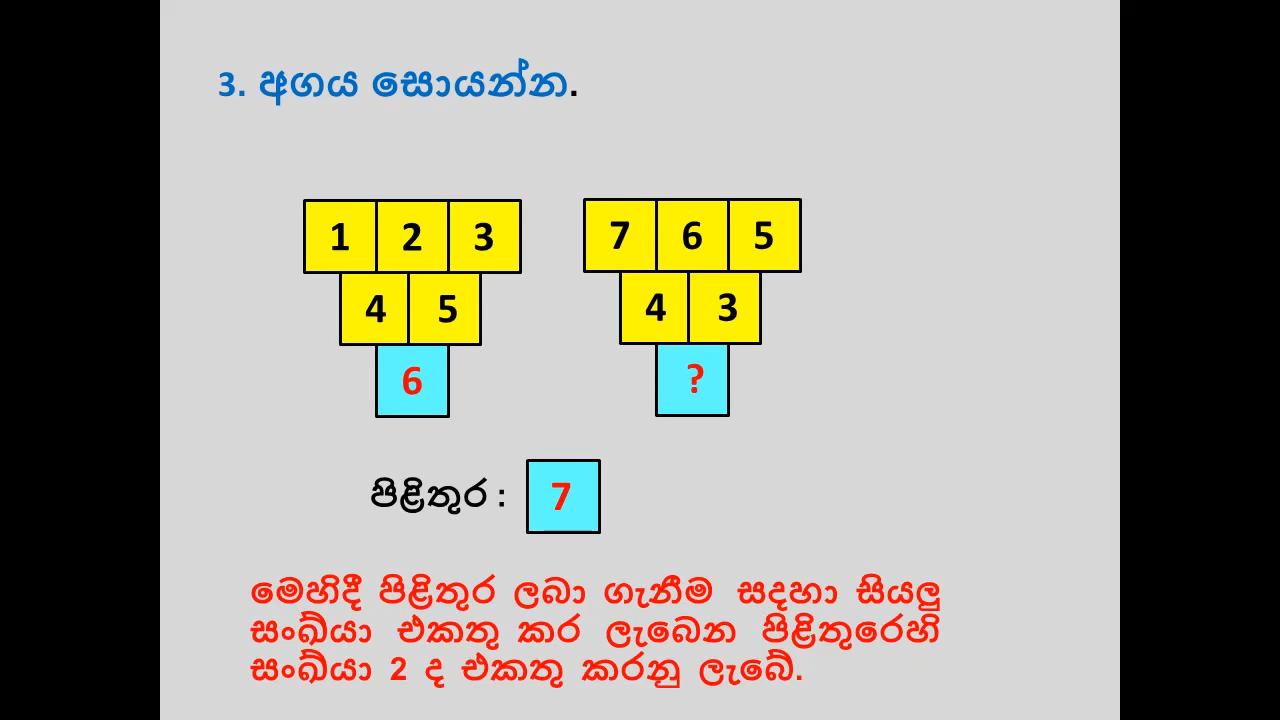 3. අගය සොයන්න.
1 2 3 7 6 5
4 5 4 3
6 ?
පිළිතුර : 7
මෙහිදී පිළිතුර ලබා ගැනීම සදහා සියලු
සංඛ්යා එකතු කර ලැබෙන පිළිතුරෙහි
සංඛ්යා 2 ද එකතු කරනු ලැබේ.